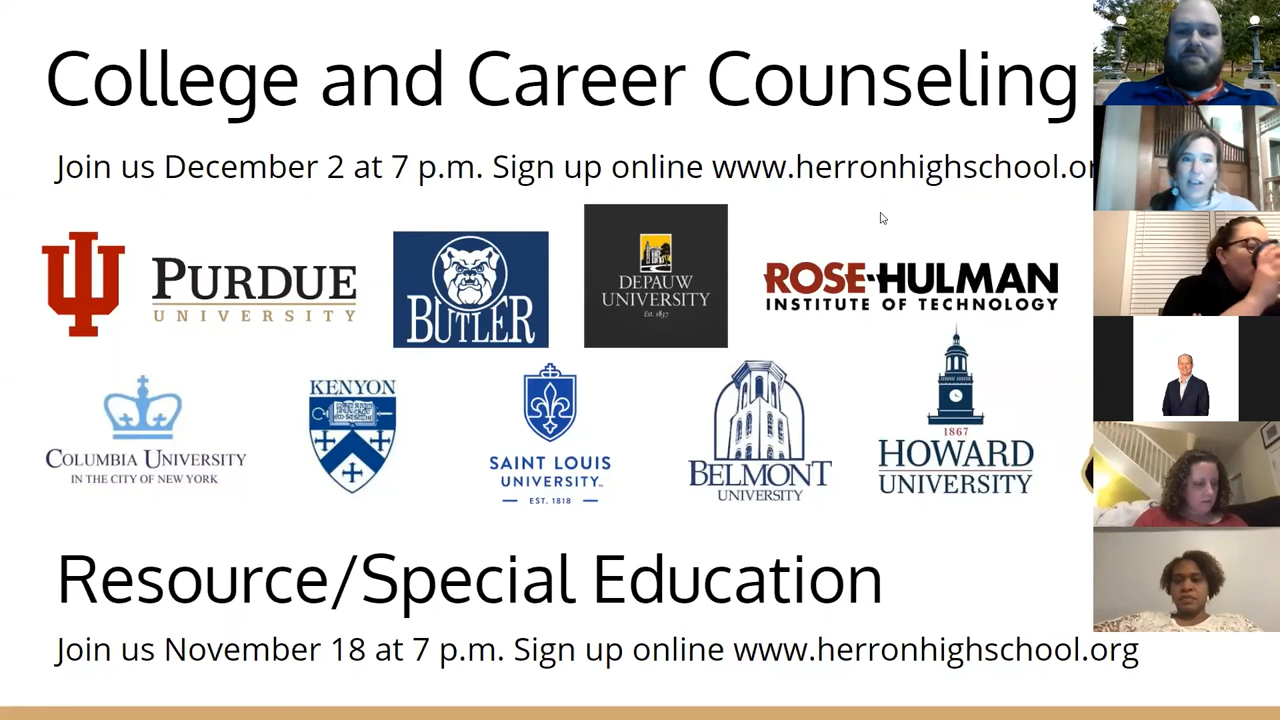 College and Career Counseling
Join us December 2 at 7 p.m. Sign up online www.herronhighschool.or
PURDUE
UNIVERSITY
BUTLER
DEPAUW
UNIVERSITY
Est. 1837
ROSE-HULMAN
INSTITUTE OF TECHNOLOGY
COLUMBIA UNIVERSITY
IN THE CITY OF NEW YORK
KENYON
SAINT LOUIS
UNIVERSITY™
EST. 1818
BELMONT
UNIVERSITY
1867
HOWARD
UNIVERSITY
Resource/Special Education
Join us November 18 at 7 p.m. Sign up online www.herronhighschool.org